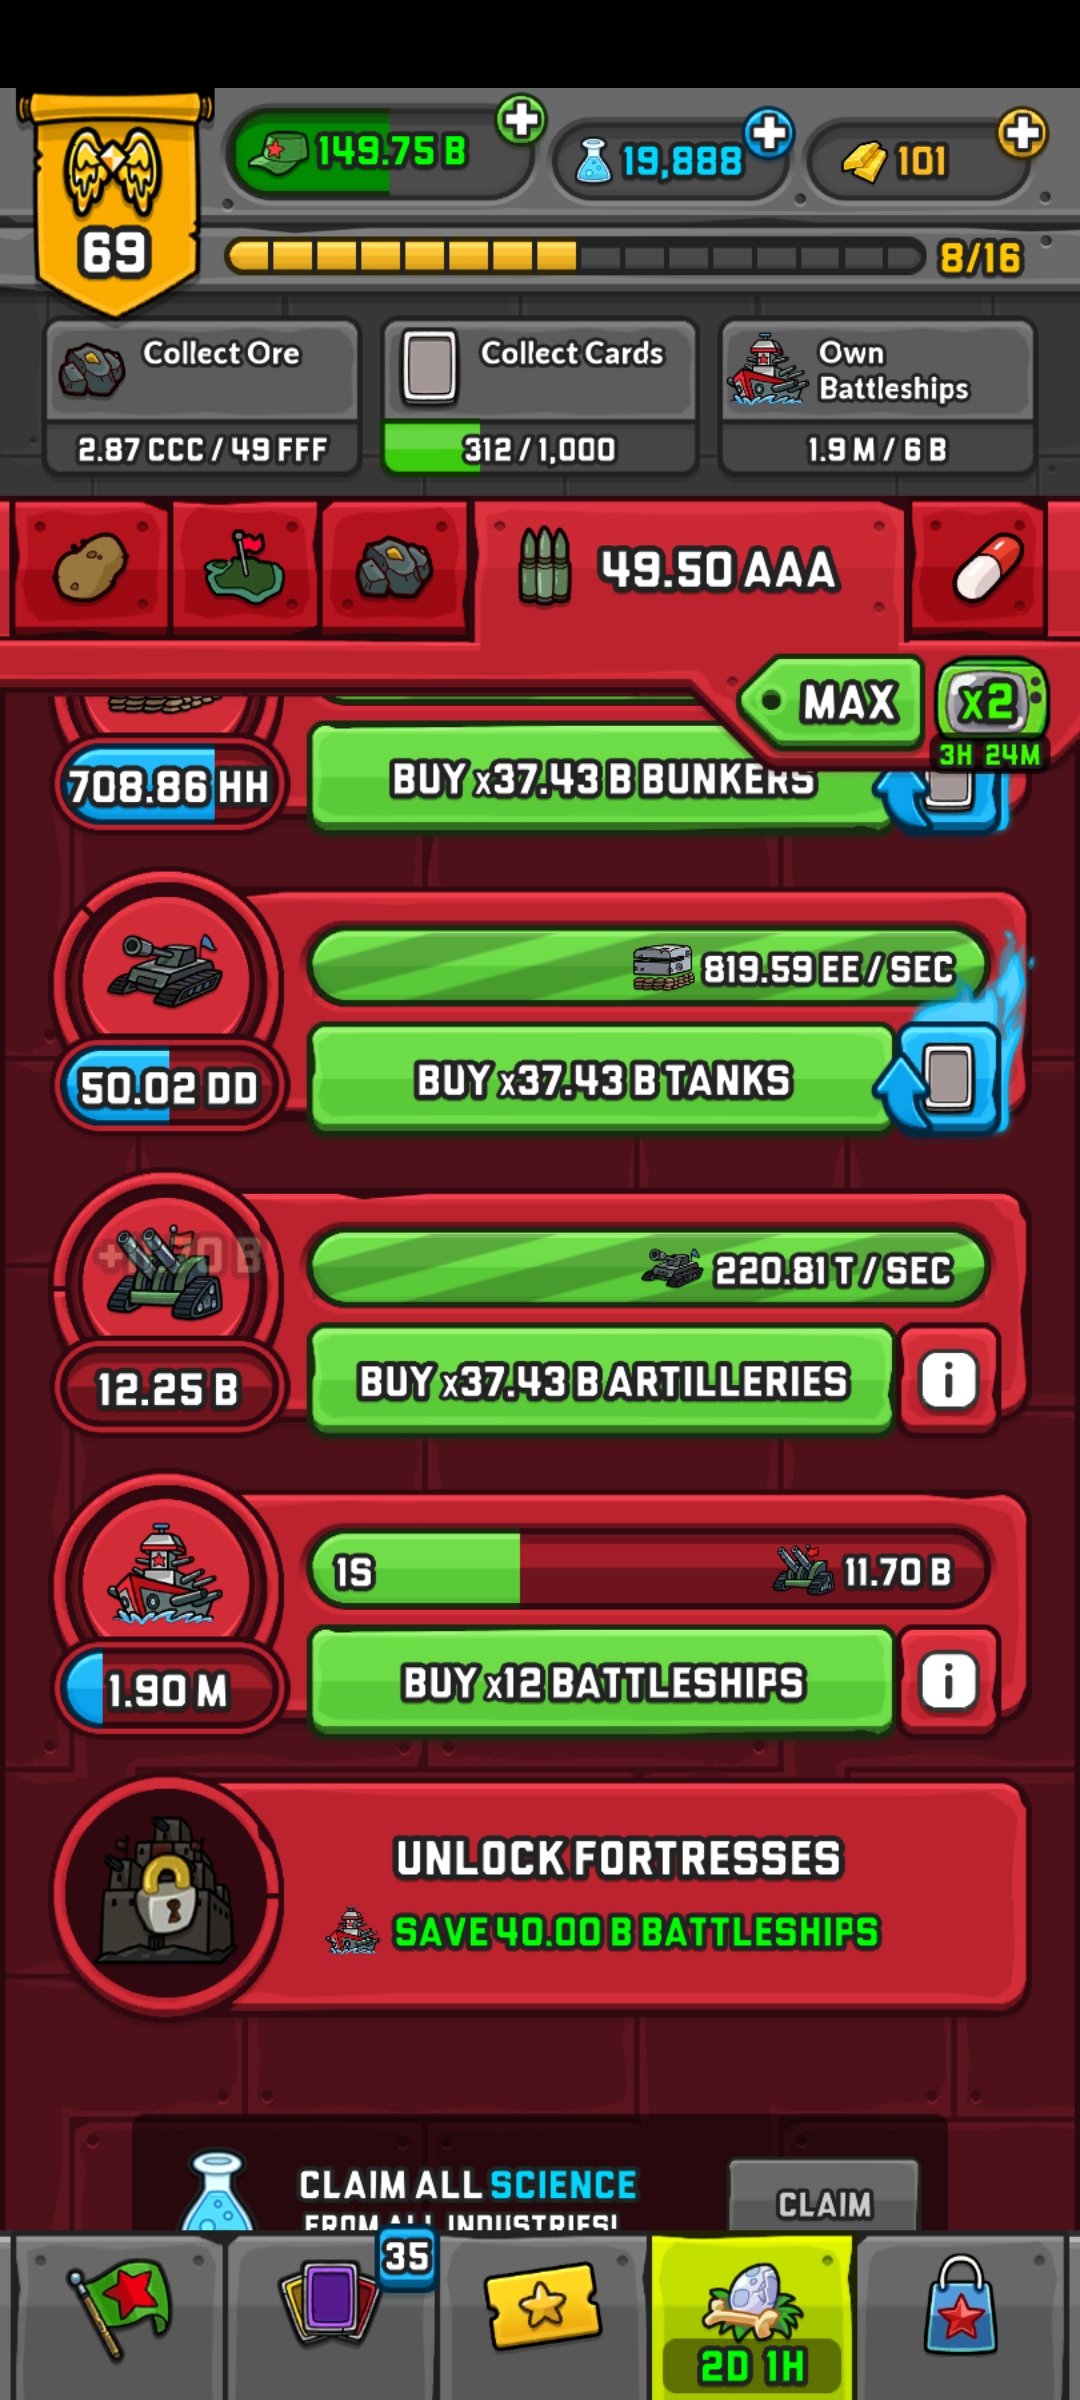 149.75 B
19,888
101
69
8/16
Collect Ore
2.87 CCC / 49 FFF
Collect Cards
312 / 1,000
Own
Battleships
1.9 M / 6 B
49.50 AAA
MAX
x2
3H 24M
708.86 HH
BUY x37.43 B BUNKERS
819.59 EE / SEC
50.02 DD
BUY x37.43 B TANKS
220.81 T / SEC
12.25 B
BUY x37.43 B ARTILLERIES
1S
11.70 B
1.90 M
BUY x12 BATTLESHIPS
UNLOCK FORTRESSES
SAVE 40.00 B BATTLESHIPS
CLAIM ALL SCIENCE
FROM ALL INDUSTRIES!
CLAIM
35
2D 1H